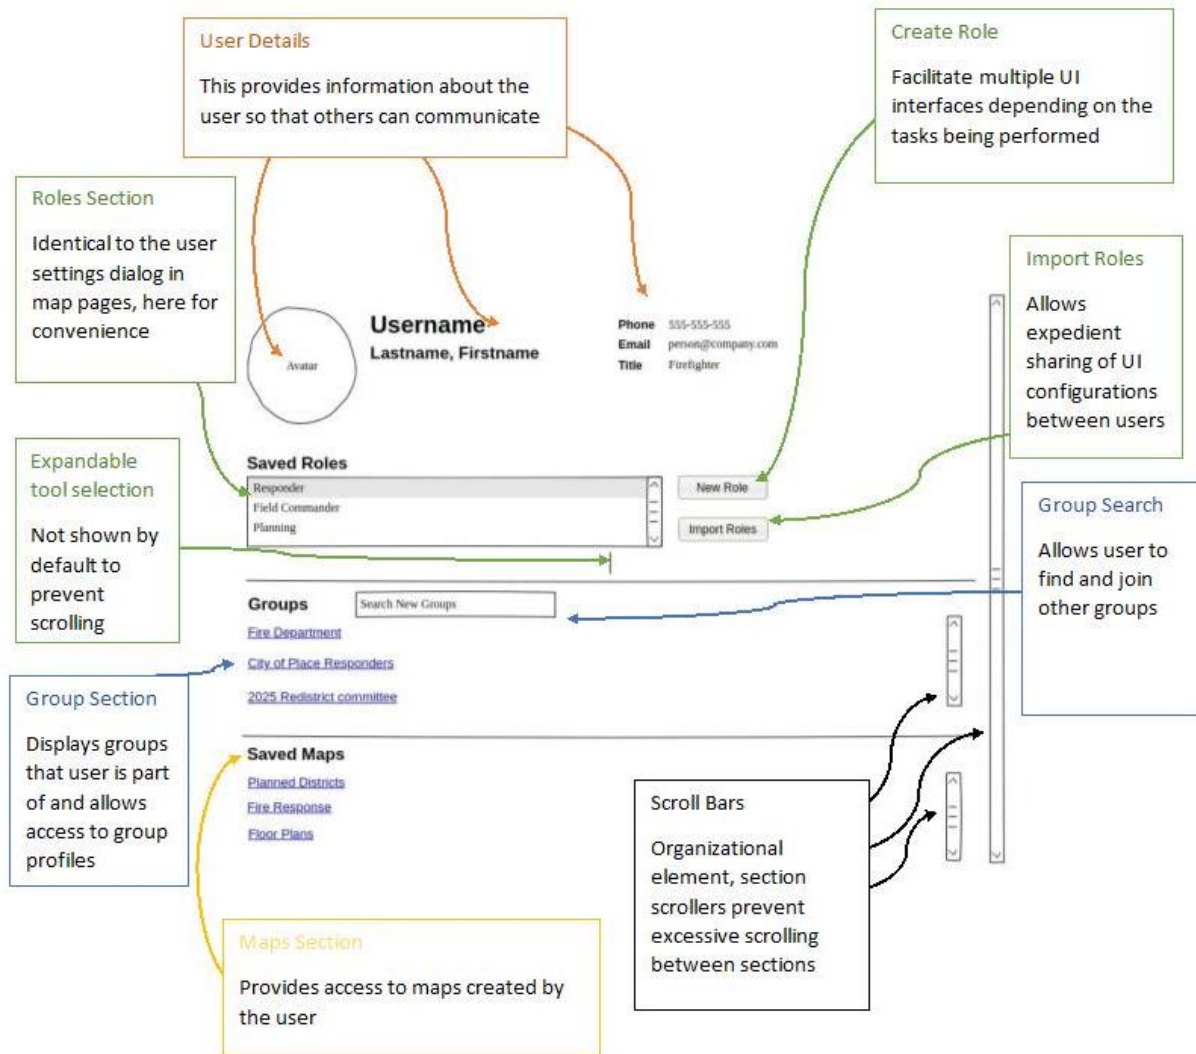 User Details
This provides information about the
user so that others can communicate
Create Role
Facilitate multiple UI
interfaces depending on the
tasks being performed
Roles Section
Identical to the user
settings dialog in
map pages, here for
convenience
Import Roles
Allows
expedient
sharing of UI
configurations
between users
Avatar
Username
Lastname, Firstname
Phone 555-555-555
Email person@company.com
Title Firefighter
Expandable
tool selection
Not shown by
default to
prevent
scrolling
Saved Roles
Responder
Field Commander
Planning
New Role
Import Roles
Group Search
Allows user to
find and join
other groups
Groups
Search New Groups
Fire Department
City of Place Responders
2025 Redistrict committee
Group Section
Displays groups
that user is part
of and allows
access to group
profiles
Saved Maps
Planned Districts
Fire Response
Floor Plans
Scroll Bars
Organizational
element, section
scrollers prevent
excessive scrolling
between sections
Maps Section
Provides access to maps created by
the user